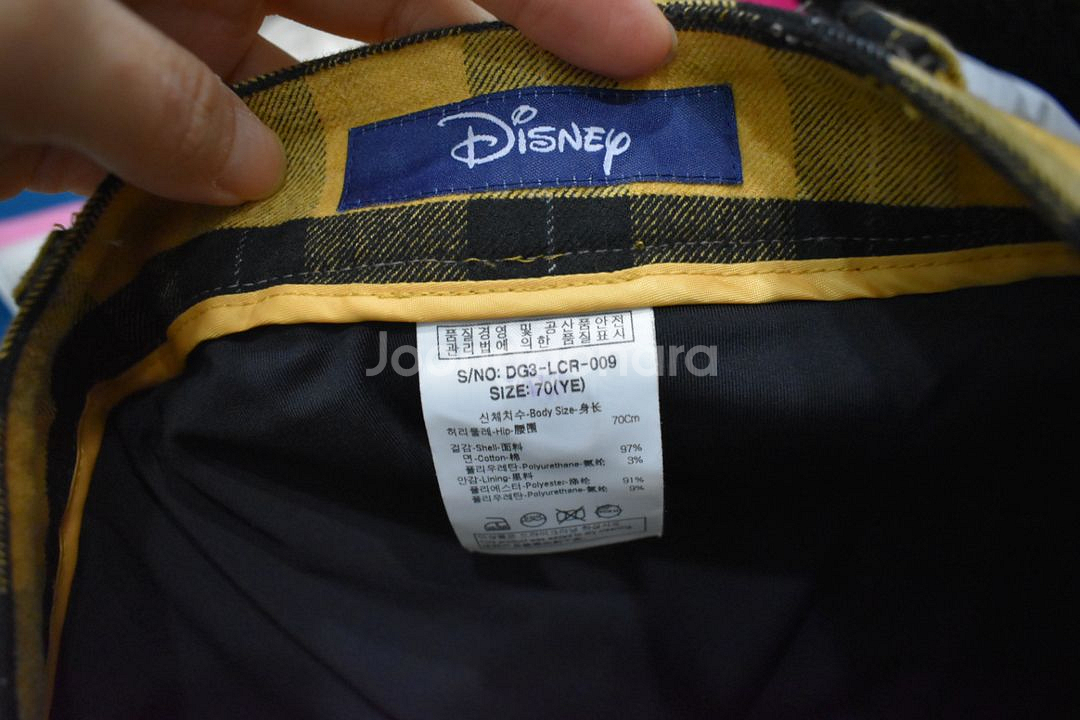 Disney
품질경영 및 공산품안전
관리법에 의한 품질표시
S/NO: DG3-LCR-009
SIZE: 70(YE)
신체치수-Body Size-身长
허리둘레-Hip-腰围 70Cm
겉감-Shell-面料
면-Cotton-棉 97%
폴리우레탄-Polyurethane-氨纶 3%
안감-Lining-里料
폴리에스터-Polyester-涤纶 91%
폴리우레탄-Polyurethane-氨纶 9%